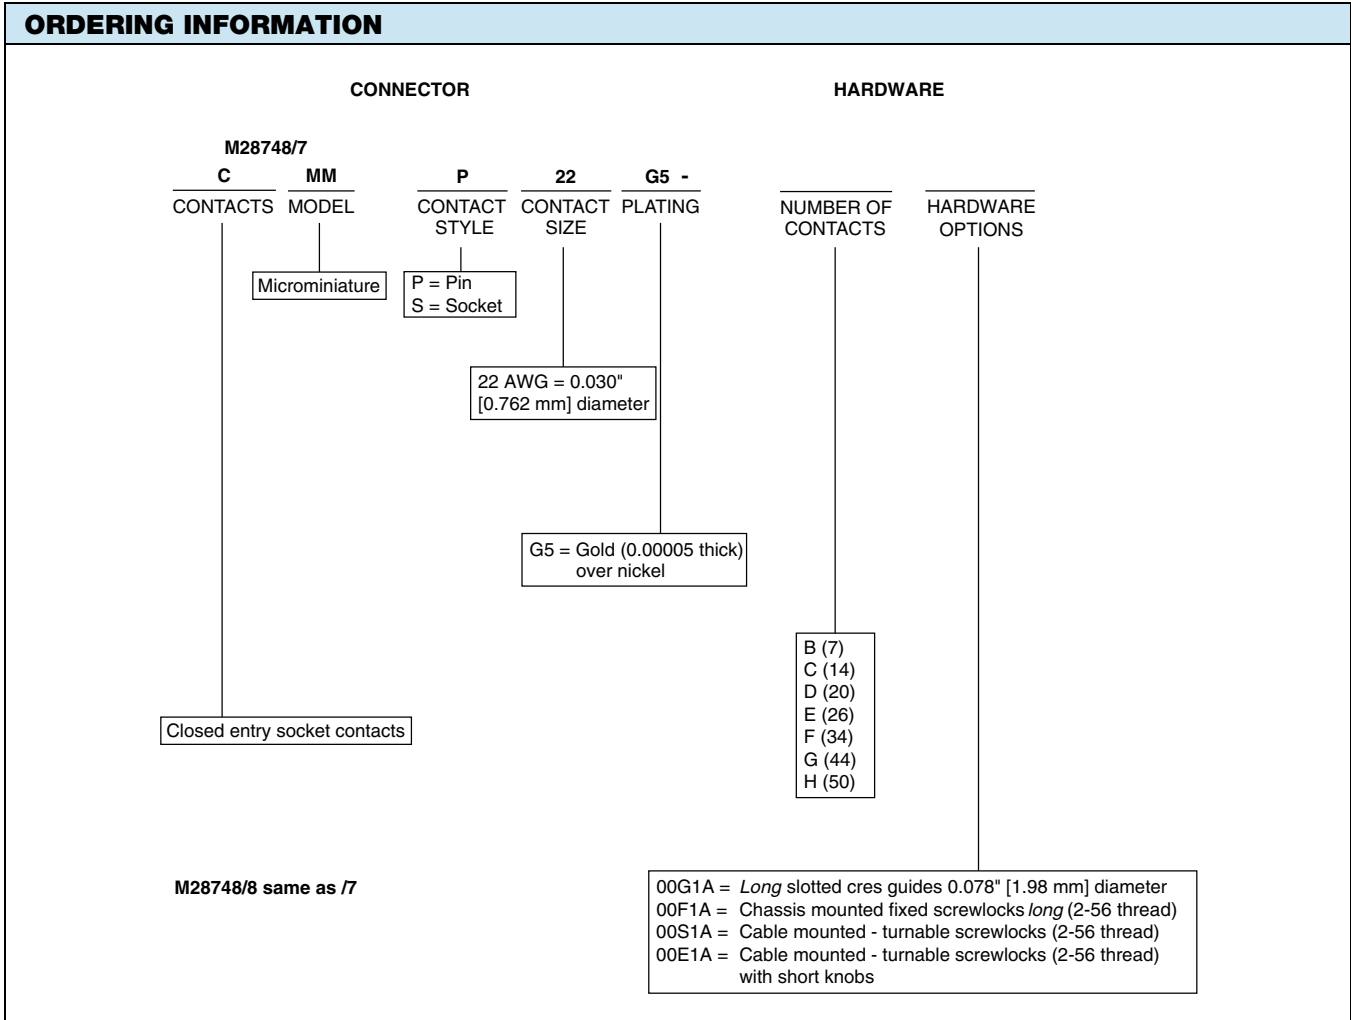 ORDERING INFORMATION
CONNECTOR
HARDWARE
M28748/7
C MM P 22 G5 -
CONTACTS MODEL CONTACT STYLE CONTACT SIZE PLATING NUMBER OF CONTACTS HARDWARE OPTIONS
Microminiature
P = Pin
S = Socket
22 AWG = 0.030"
[0.762 mm] diameter
G5 = Gold (0.00005 thick)
over nickel
B (7)
C (14)
D (20)
E (26)
F (34)
G (44)
H (50)
Closed entry socket contacts
M28748/8 same as /7
00G1A = Long slotted cres guides 0.078" [1.98 mm] diameter
00F1A = Chassis mounted fixed screwlocks long (2-56 thread)
00S1A = Cable mounted - turnable screwlocks (2-56 thread)
00E1A = Cable mounted - turnable screwlocks (2-56 thread)
with short knobs